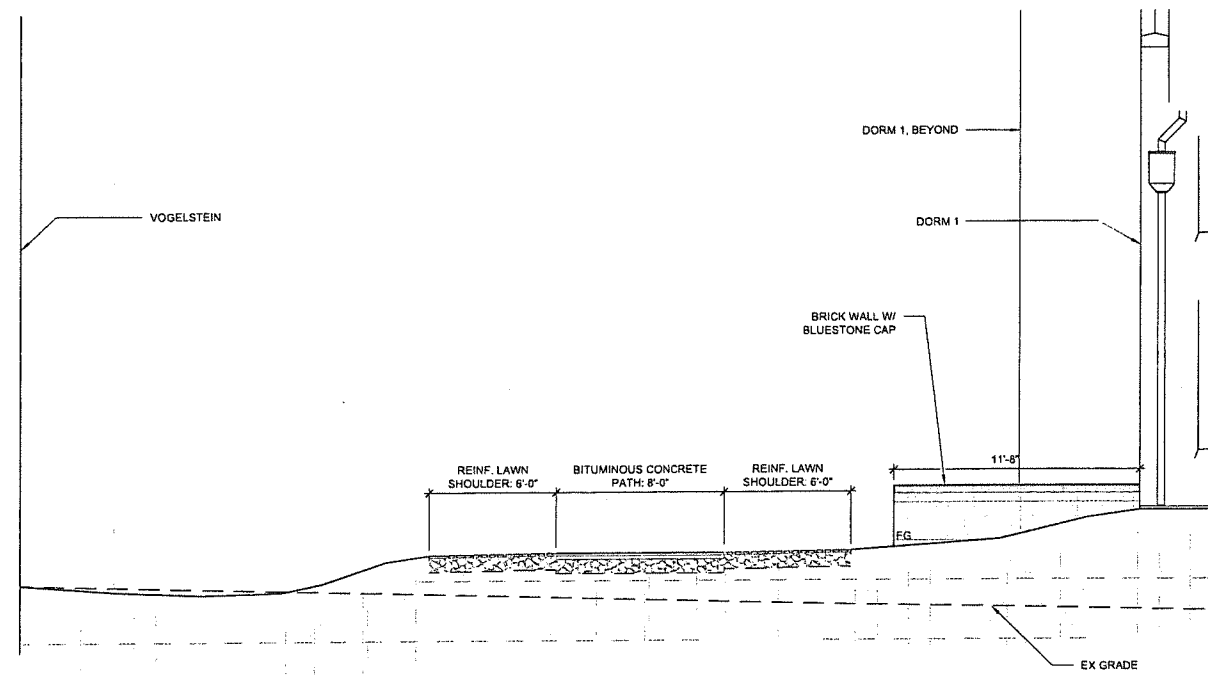 DORM 1, BEYOND
VOGELSTEIN
DORM 1
BRICK WALL W/
BLUESTONE CAP
11'-8"
REINF. LAWN
SHOULDER: 6'-0"
BITUMINOUS CONCRETE
PATH: 8'-0"
REINF. LAWN
SHOULDER: 6'-0"
FG
EX GRADE